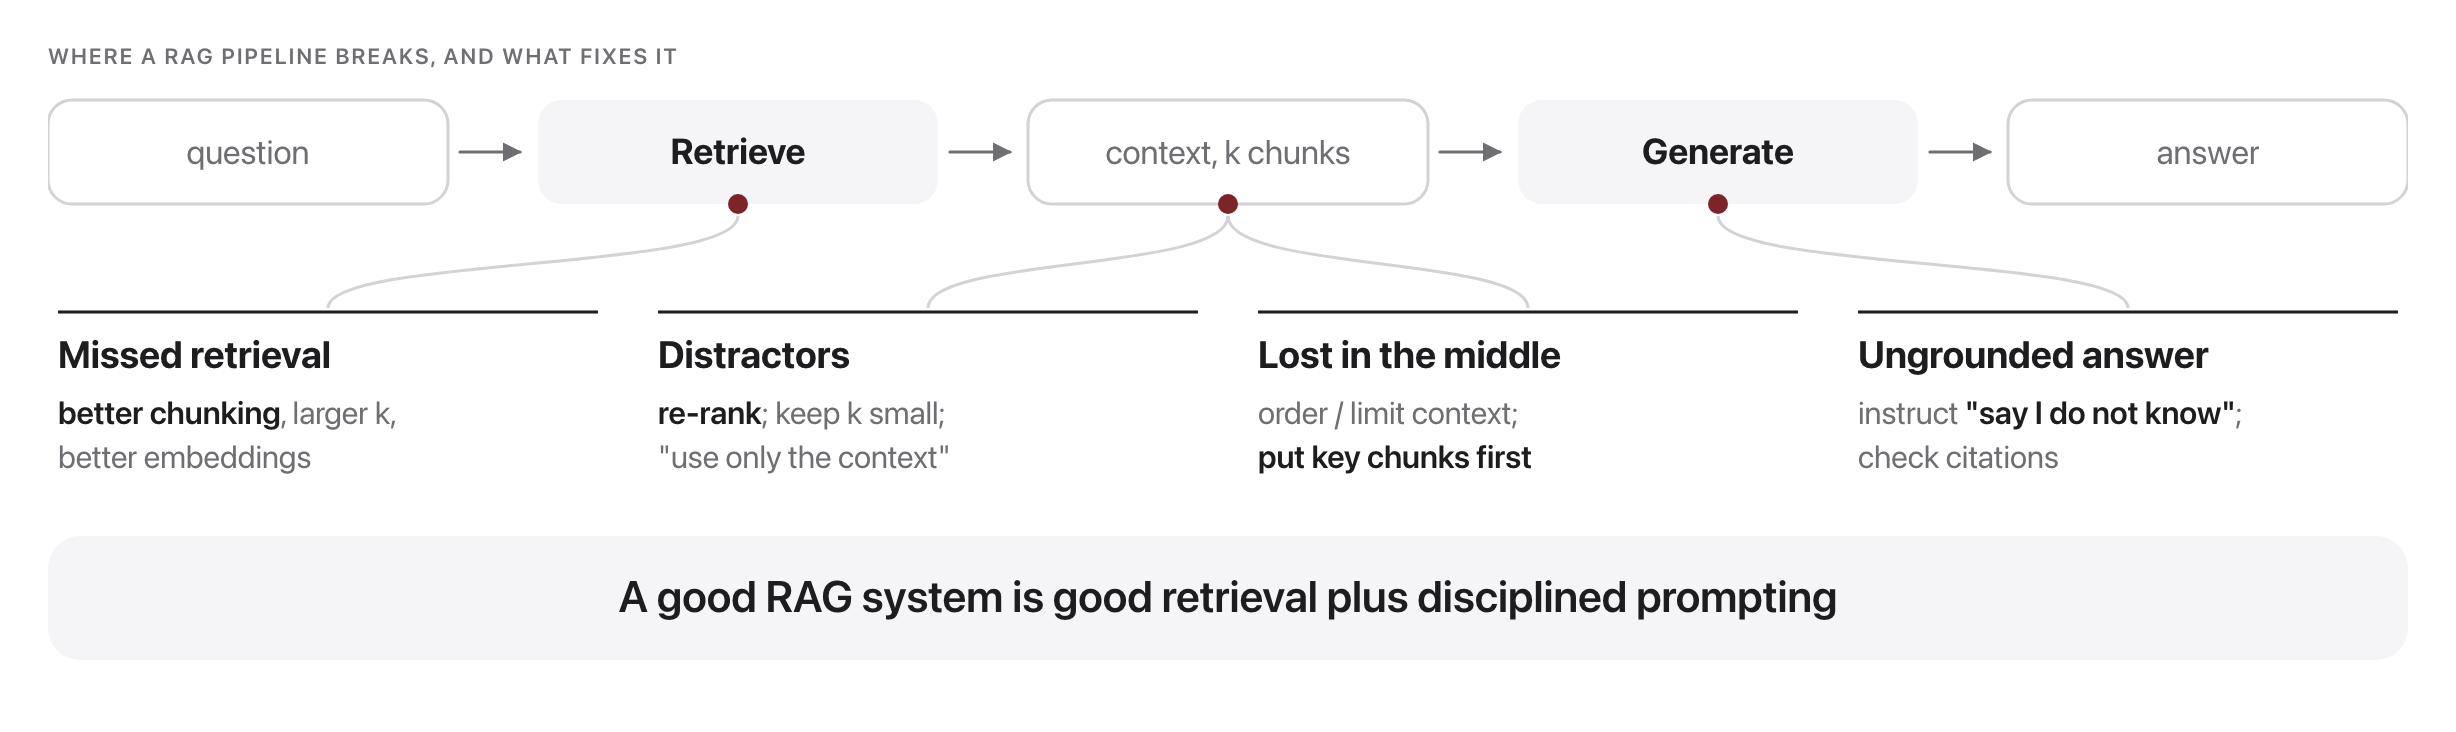 WHERE A RAG PIPELINE BREAKS, AND WHAT FIXES IT
question
Retrieve
context, k chunks
Generate
answer
Missed retrieval
better chunking, larger k,
better embeddings
Distractors
re-rank; keep k small;
"use only the context"
Lost in the middle
order / limit context;
put key chunks first
Ungrounded answer
instruct "say I do not know";
check citations
A good RAG system is good retrieval plus disciplined prompting